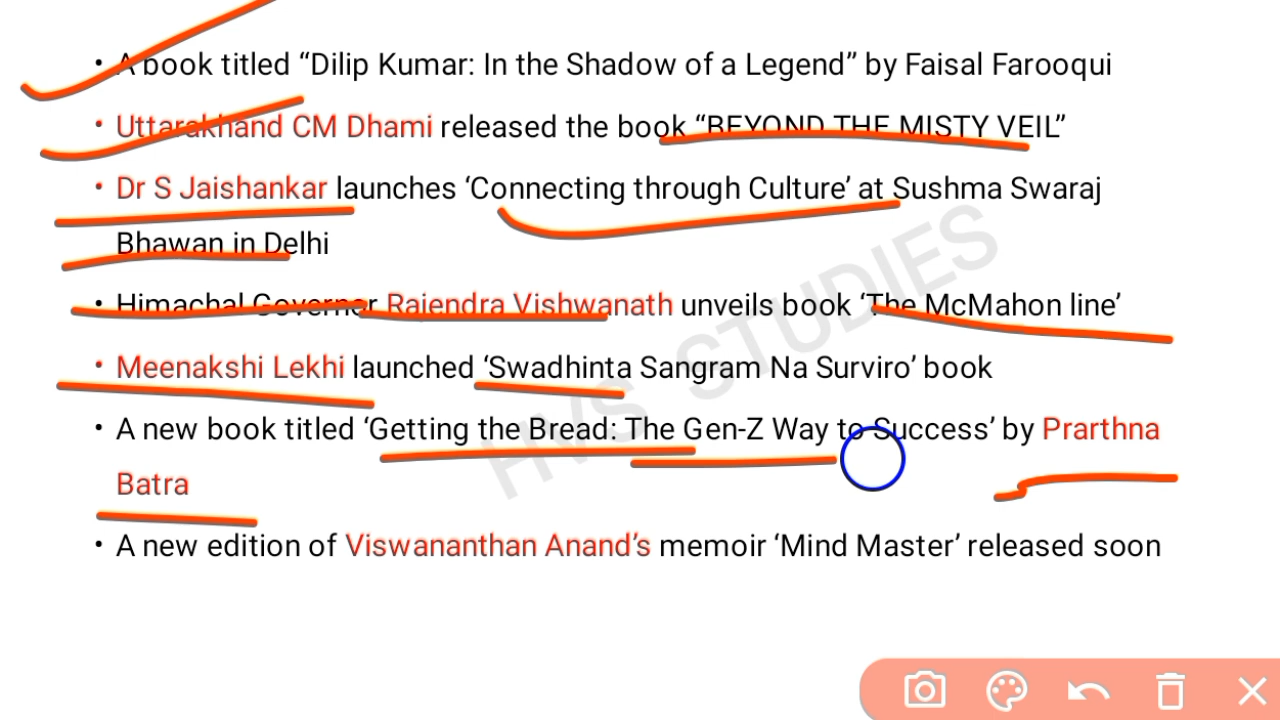 • A book titled “Dilip Kumar: In the Shadow of a Legend” by Faisal Farooqui
• Uttarakhand CM Dhami released the book “BEYOND THE MISTY VEIL”
• Dr S Jaishankar launches ‘Connecting through Culture’ at Sushma Swaraj
Bhawan in Delhi
• Himachal Governor Rajendra Vishwanath unveils book ‘The McMahon line’
• Meenakshi Lekhi launched ‘Swadhinta Sangram Na Surviro’ book
• A new book titled ‘Getting the Bread: The Gen-Z Way to Success’ by Prarthna
Batra
• A new edition of Viswananthan Anand’s memoir ‘Mind Master’ released soon
HVS STUDIES